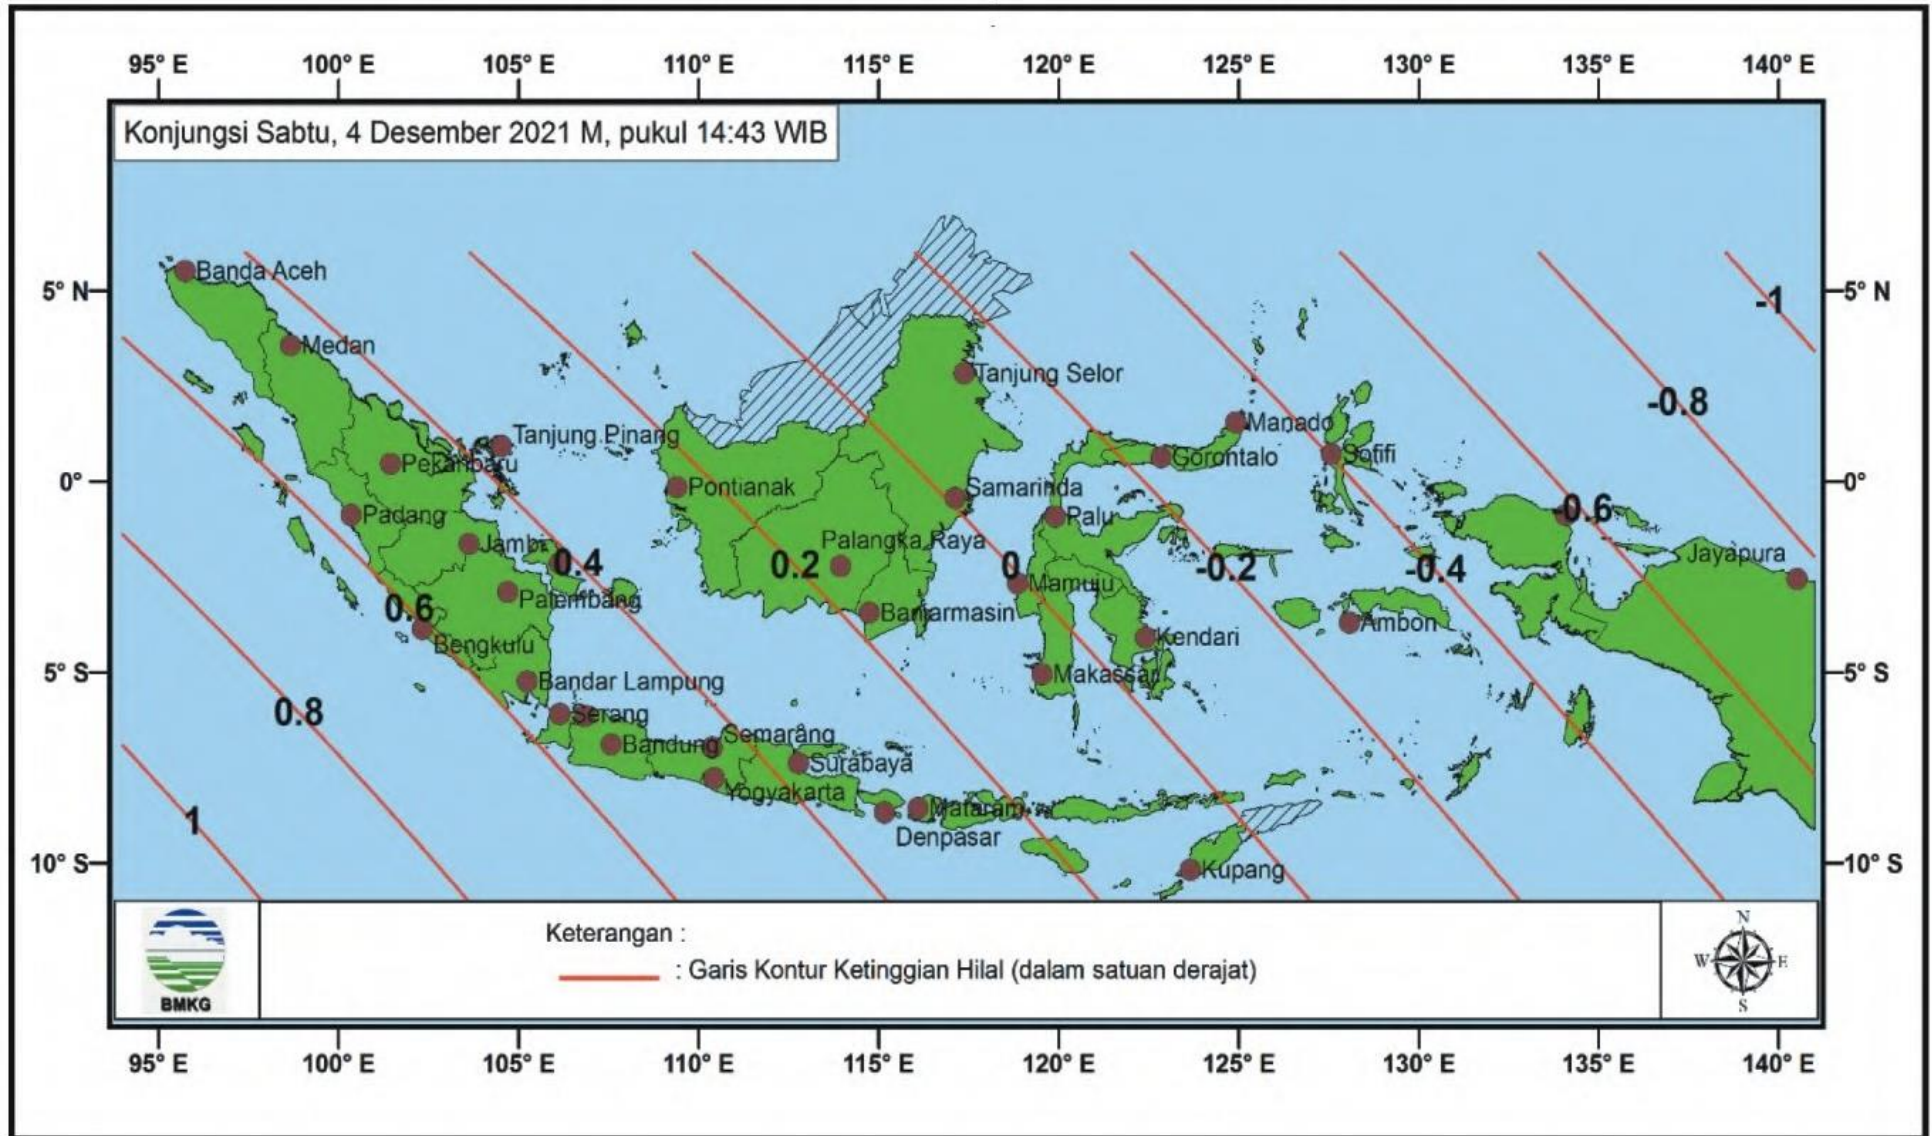 95° E 100° E 105° E 110° E 115° E 120° E 125° E 130° E 135° E 140° E
Konjungsi Sabtu, 4 Desember 2021 M, pukul 14:43 WIB
Banda Aceh
5° N
5° N
-1
Medan
Tanjung Selor
-0.8
Manado
Tanjung Pinang
Sofifi
Gorontalo
Pekanbaru
0°
0°
Pontianak
Samarinda
-0.6
Padang
Palu
Jambi
Palangka Raya
Jayapura
0.4
0.2
0
-0.2
-0.4
Mamuju
Palembang
0.6
Banjarmasin
Ambon
Bengkulu
Kendari
5° S
Bandar Lampung
Makassar
5° S
0.8
Serang
Semarang
Bandung
Surabaya
Yogyakarta
1
Mataram
Denpasar
10° S
Kupang
10° S
Keterangan :
: Garis Kontur Ketinggian Hilal (dalam satuan derajat)
BMKG
N
W E
S
95° E 100° E 105° E 110° E 115° E 120° E 125° E 130° E 135° E 140° E